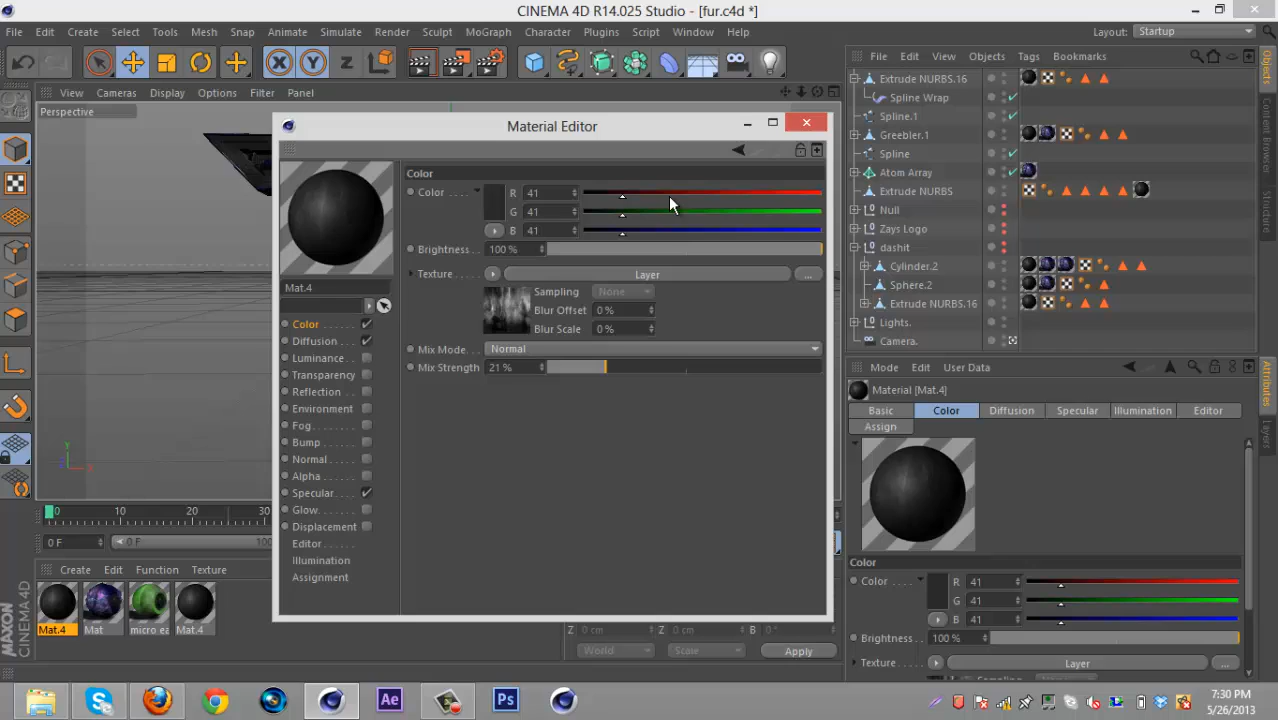 CINEMA 4D R14.025 Studio - [fur.c4d *]
File Edit Create Select Tools Mesh Snap Animate Simulate Render Sculpt MoGraph Character Plugins Script Window Help
Layout: Startup
View Cameras Display Options Filter Panel
Perspective
File Edit View Objects Tags Bookmarks
Extrude NURBS.16
Spline Wrap
Spline.1
Greebler.1
Spline
Atom Array
Extrude NURBS
Null
Zays Logo
dashit
Cylinder.2
Sphere.2
Extrude NURBS.16
Lights.
Camera.
Objects
Content Browser
Material Editor
Color
Color R 41
G 41
B 41
Brightness 100 %
Texture Layer ...
Sampling None
Blur Offset 0 %
Blur Scale 0 %
Mix Mode Normal
Mix Strength 21 %
Mat.4
Color
Diffusion
Luminance
Transparency
Reflection
Environment
Fog
Bump
Normal
Alpha
Specular
Glow
Displacement
Editor
Illumination
Assignment
Mode Edit User Data
Material [Mat.4]
Basic Color Diffusion Specular Illumination Editor
Assign
Color
Color R 41
G 41
B 41
Brightness 100 %
Texture Layer ...
Attributes
Layers
0 10 20 30
0 F 0 F
Create Edit Function Texture
Mat.4 Mat micro ea Mat.4
Z 0 cm Z 0 cm B 0 °
World Scale Apply
MAXON
CINEMA 4D
x
y
Ae
Ps
7:30 PM
5/26/2013